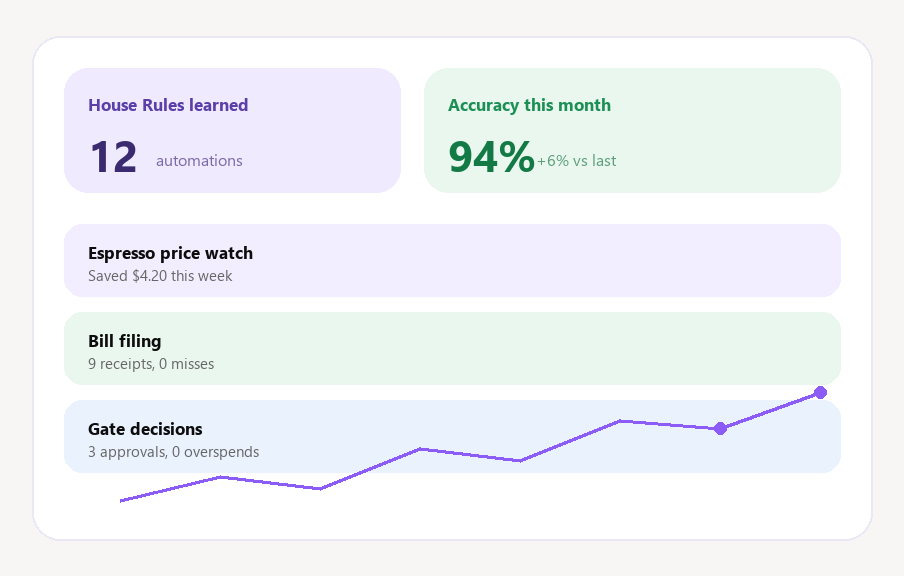 House Rules learned
12 automations
Accuracy this month
94% +6% vs last
Espresso price watch
Saved $4.20 this week
Bill filing
9 receipts, 0 misses
Gate decisions
3 approvals, 0 overspends